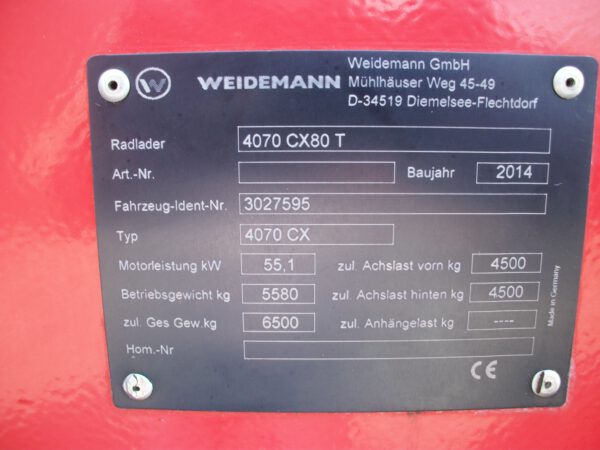 W WEIDEMANN
Weidemann GmbH
Mühlhäuser Weg 45-49
D-34519 Diemelsee-Flechtdorf
Radlader 4070 CX80 T
Art.-Nr. Baujahr 2014
Fahrzeug-Ident-Nr. 3027595
Typ 4070 CX
Motorleistung kW 55,1 zul. Achslast vorn kg 4500
Betriebsgewicht kg 5580 zul. Achslast hinten kg 4500
zul. Ges Gew.kg 6500 zul. Anhängelast kg ----
Hom.-Nr
Made in Germany
CE